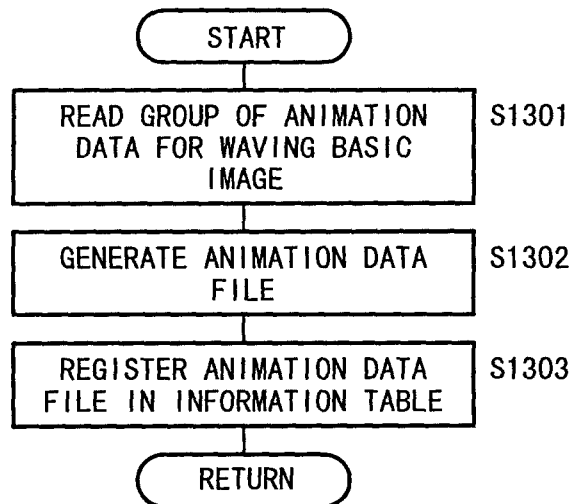 START
READ GROUP OF ANIMATION S1301
DATA FOR WAVING BASIC
IMAGE
GENERATE ANIMATION DATA S1302
FILE
REGISTER ANIMATION DATA S1303
FILE IN INFORMATION TABLE
RETURN